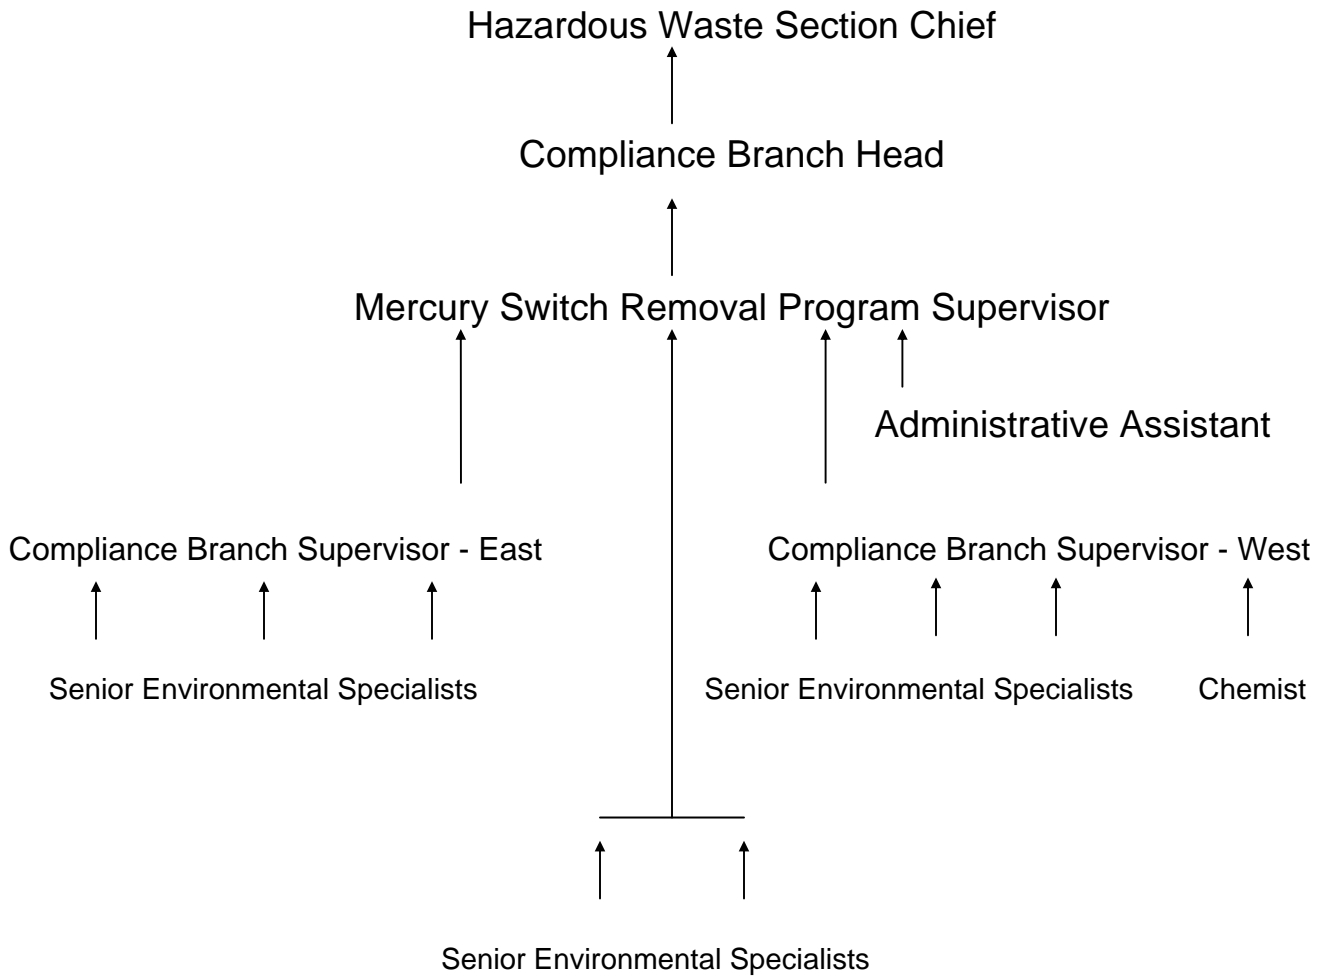 Hazardous Waste Section Chief
Compliance Branch Head
Mercury Switch Removal Program Supervisor
Administrative Assistant
Compliance Branch Supervisor - East
Compliance Branch Supervisor - West
Senior Environmental Specialists
Senior Environmental Specialists
Chemist
Senior Environmental Specialists